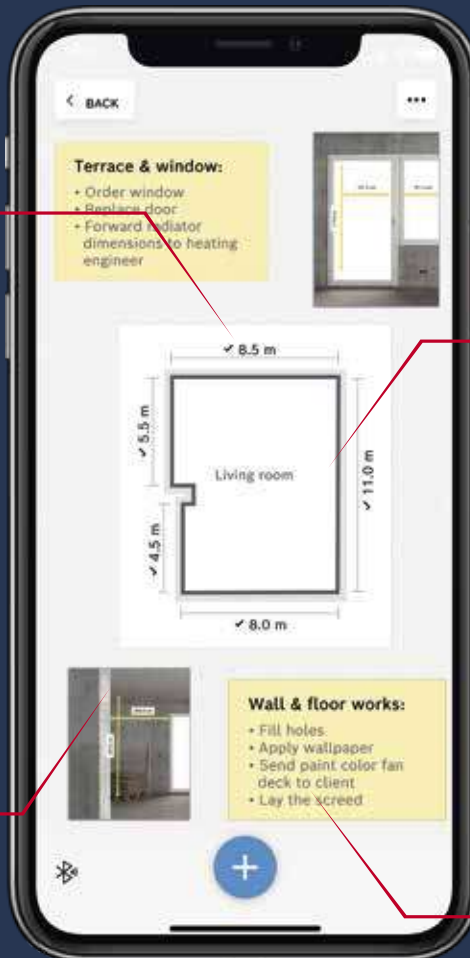 BACK
Terrace & window:
• Order window
• Replace door
• Forward radiator
dimensions to heating
engineer
✔ 8.5 m
✔ 5.5 m
Living room
✔ 11.0 m
✔ 4.5 m
✔ 8.0 m
Wall & floor works:
• Fill holes
• Apply wallpaper
• Send paint color fan
deck to client
• Lay the screed